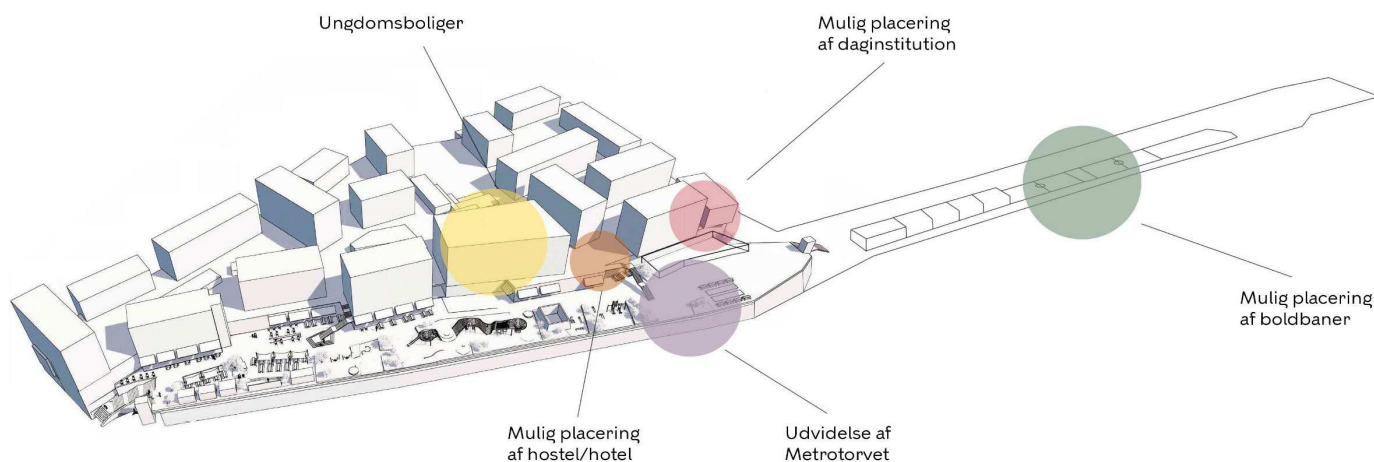 Ungdomsboliger
Mulig placering
af daginstitution
Mulig placering
af boldbaner
Mulig placering
af hostel/hotel
Udvidelse af
Metrotorvet